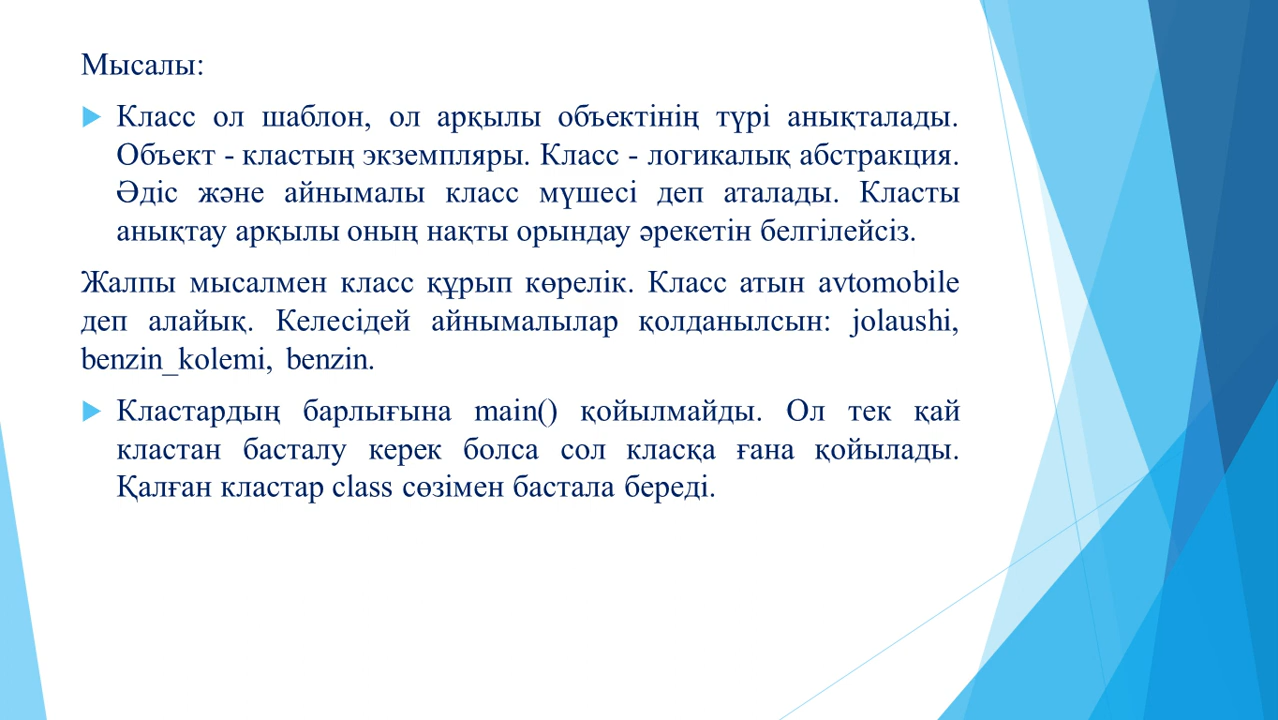 Мысалы:
Класс ол шаблон, ол арқылы объектінің түрі анықталады.
Объект - кластың экземпляры. Класс - логикалық абстракция.
Әдіс және айнымалы класс мүшесі деп аталады. Класты
анықтау арқылы оның нақты орындау әрекетін белгілейсіз.
Жалпы мысалмен класс құрып көрелік. Класс атын avtomobile
деп алайық. Келесідей айнымалылар қолданылсын: jolaushi,
benzin_kolemi, benzin.
Кластардың барлығына main() қойылмайды. Ол тек қай
кластан басталу керек болса сол класқа ғана қойылады.
Қалған кластар class сөзімен бастала береді.